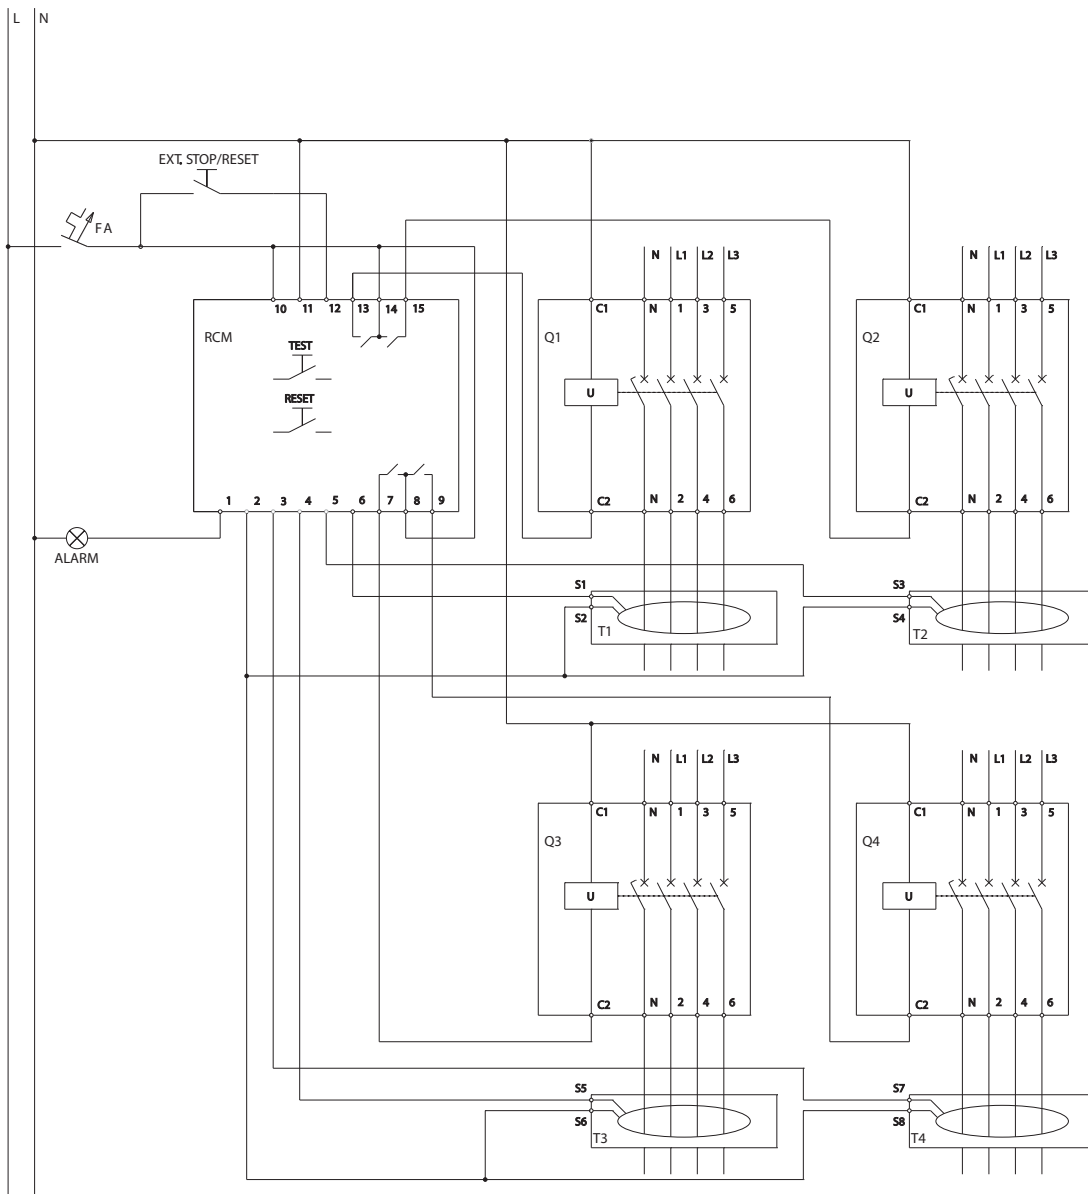 L N
EXT. STOP/RESET
FA
N L1 L2 L3
N L1 L2 L3
10 11 12 13 14 15
C1 N 1 3 5
C1 N 1 3 5
RCM
Q1
Q2
TEST
U
U
RESET
1 2 3 4 5 6 7 8 9
C2 N 2 4 6
C2 N 2 4 6
ALARM
S1
S3
S2
T1
S4
T2
N L1 L2 L3
N L1 L2 L3
C1 N 1 3 5
C1 N 1 3 5
Q3
Q4
U
U
C2 N 2 4 6
C2 N 2 4 6
S5
S7
S6
T3
S8
T4